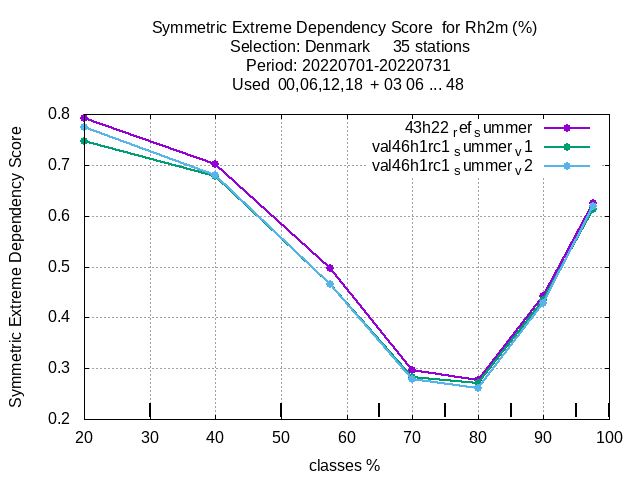 Symmetric Extreme Dependency Score  for Rh2m (%)
Selection: Denmark     35 stations
Period: 20220701-20220731
Used  00,06,12,18  + 03 06 ... 48
43h22 ref summer
val46h1rc1 summer v1
val46h1rc1 summer v2
Symmetric Extreme Dependency Score
0.8
0.7
0.6
0.5
0.4
0.3
0.2
20 30 40 50 60 70 80 90 100
classes %